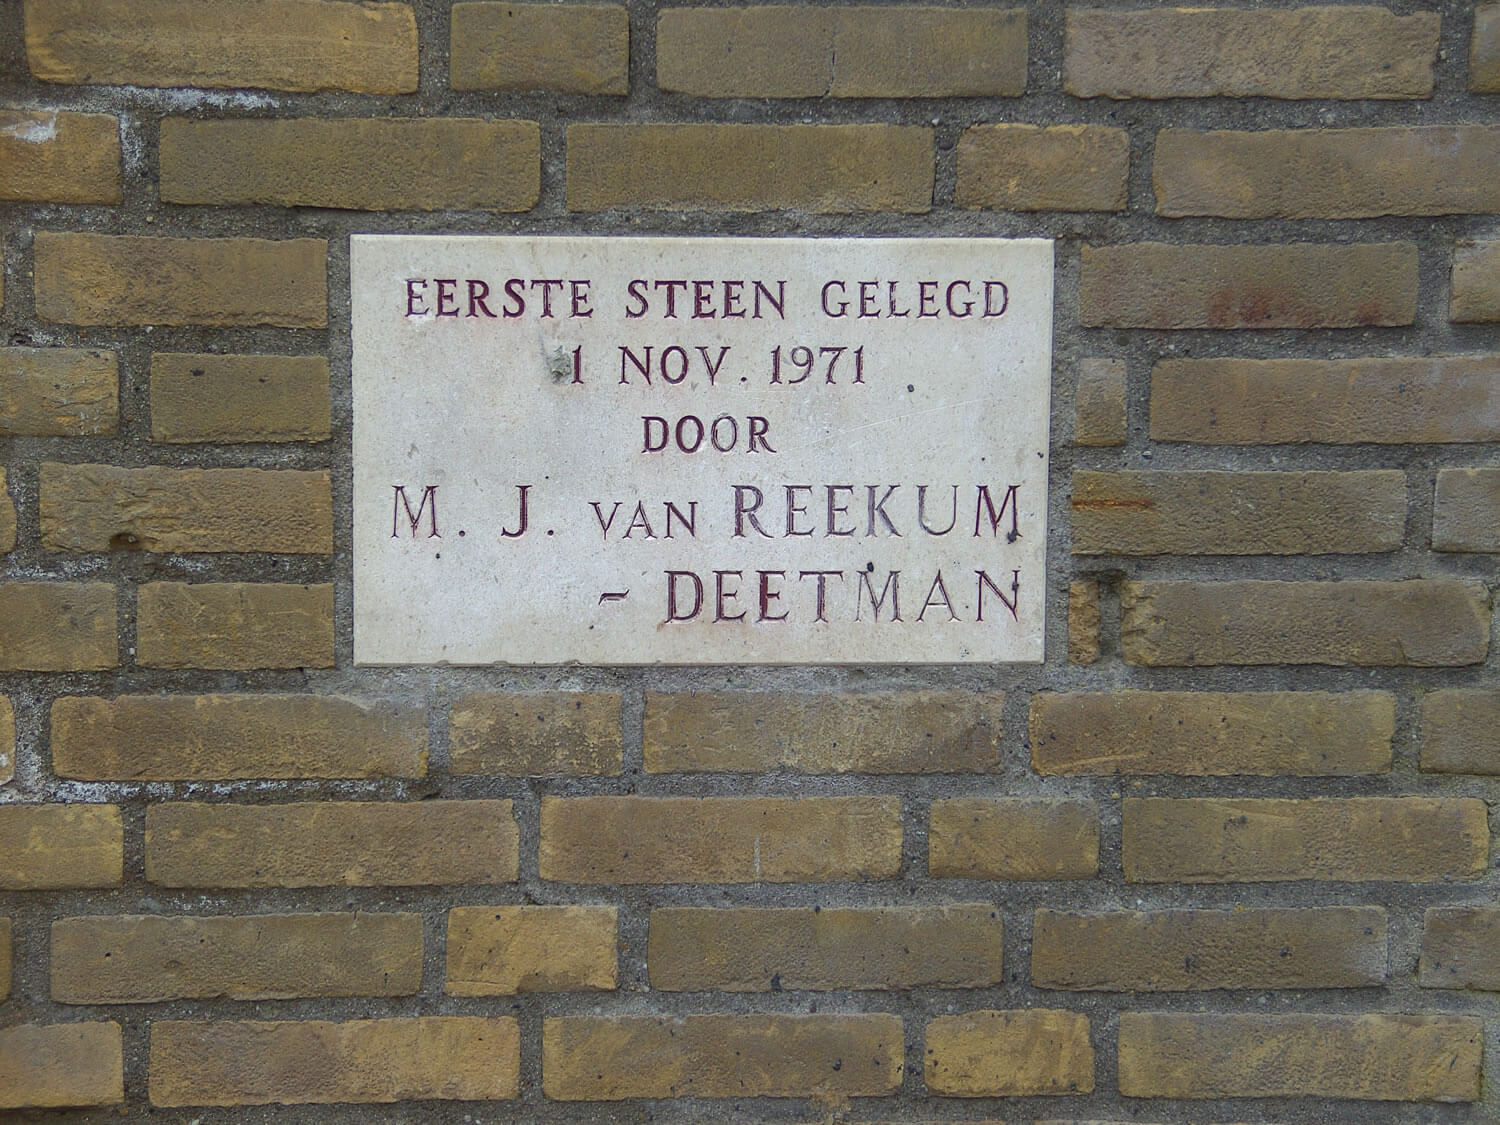 EERSTE STEEN GELEGD
1 NOV. 1971
DOOR
M. J. VAN REEKUM
- DEETMAN